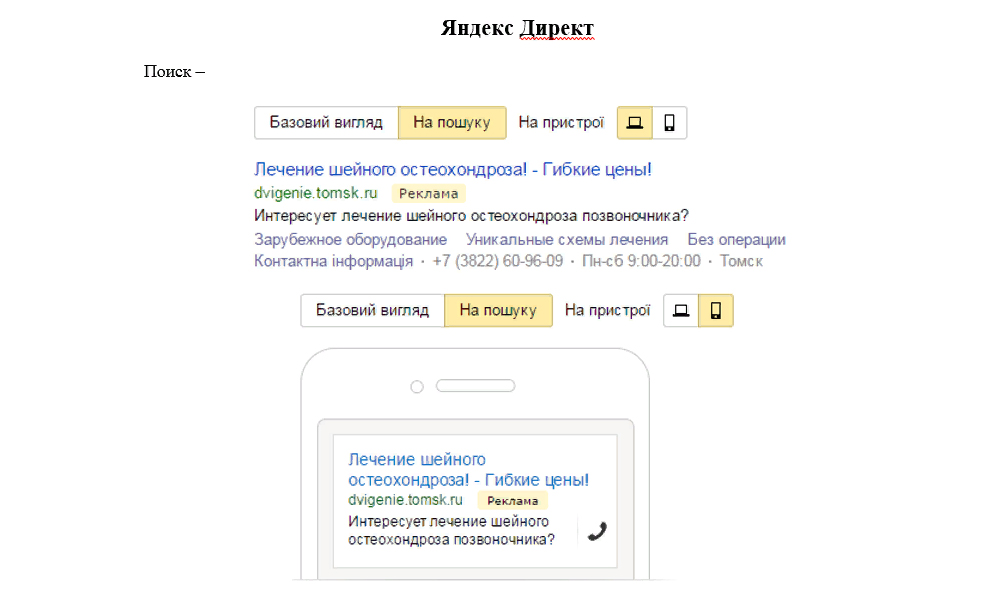 Яндекс Директ
Поиск –
Базовий вигляд На пошуку На пристрої
Лечение шейного остеохондроза! - Гибкие цены!
dvigenie.tomsk.ru Реклама
Интересует лечение шейного остеохондроза позвоночника?
Зарубежное оборудование Уникальные схемы лечения Без операции
Контактна інформація · +7 (3822) 60-96-09 · Пн-сб 9:00-20:00 · Томск
Базовий вигляд На пошуку На пристрої
Лечение шейного
остеохондроза! - Гибкие цены!
dvigenie.tomsk.ru Реклама
Интересует лечение шейного
остеохондроза позвоночника?